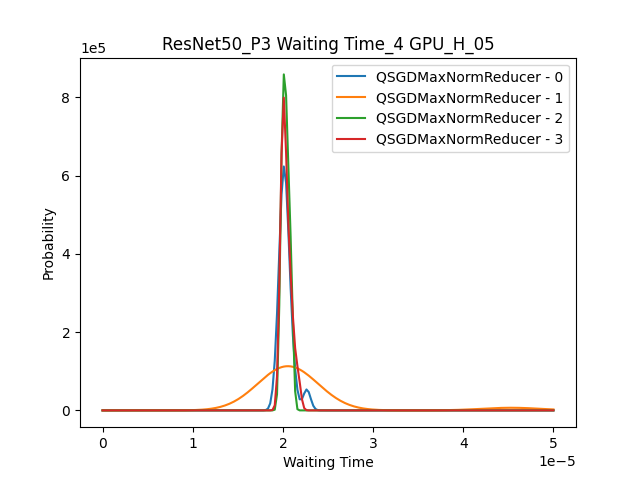 ResNet50_P3 Waiting Time_4 GPU_H_05
1e5
QSGDMaxNormReducer - 0
QSGDMaxNormReducer - 1
QSGDMaxNormReducer - 2
QSGDMaxNormReducer - 3
8
6
4
2
0
Probability
0 1 2 3 4 5
Waiting Time
1e−5